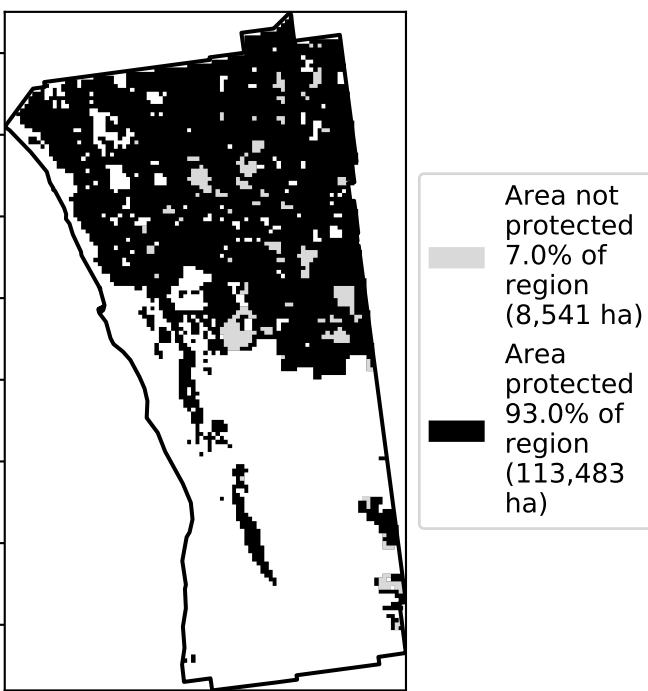 Area not
protected
7.0% of
region
(8,541 ha)
Area
protected
93.0% of
region
(113,483
ha)